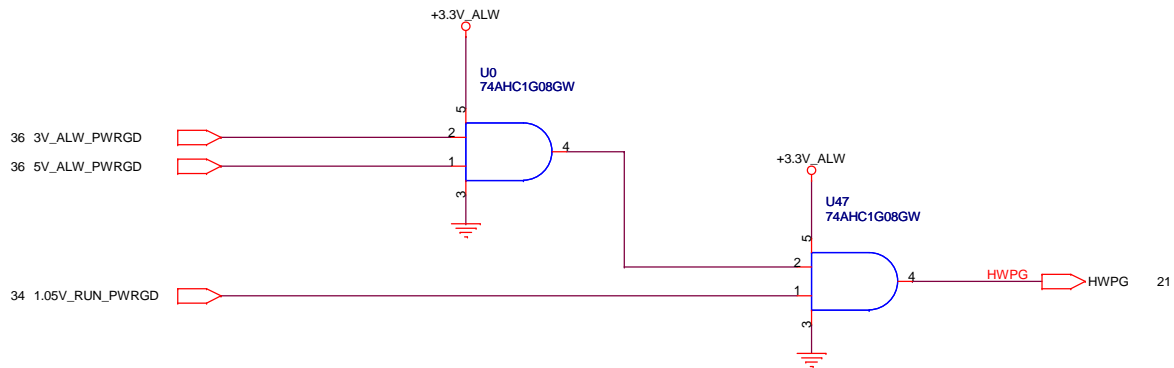 +3.3V_ALW
U0
74AHC1G08GW
5
36 3V_ALW_PWRGD
2
4
36 5V_ALW_PWRGD
1
3
+3.3V_ALW
U47
74AHC1G08GW
5
2
HWPG
4
HWPG 21
34 1.05V_RUN_PWRGD
1
3